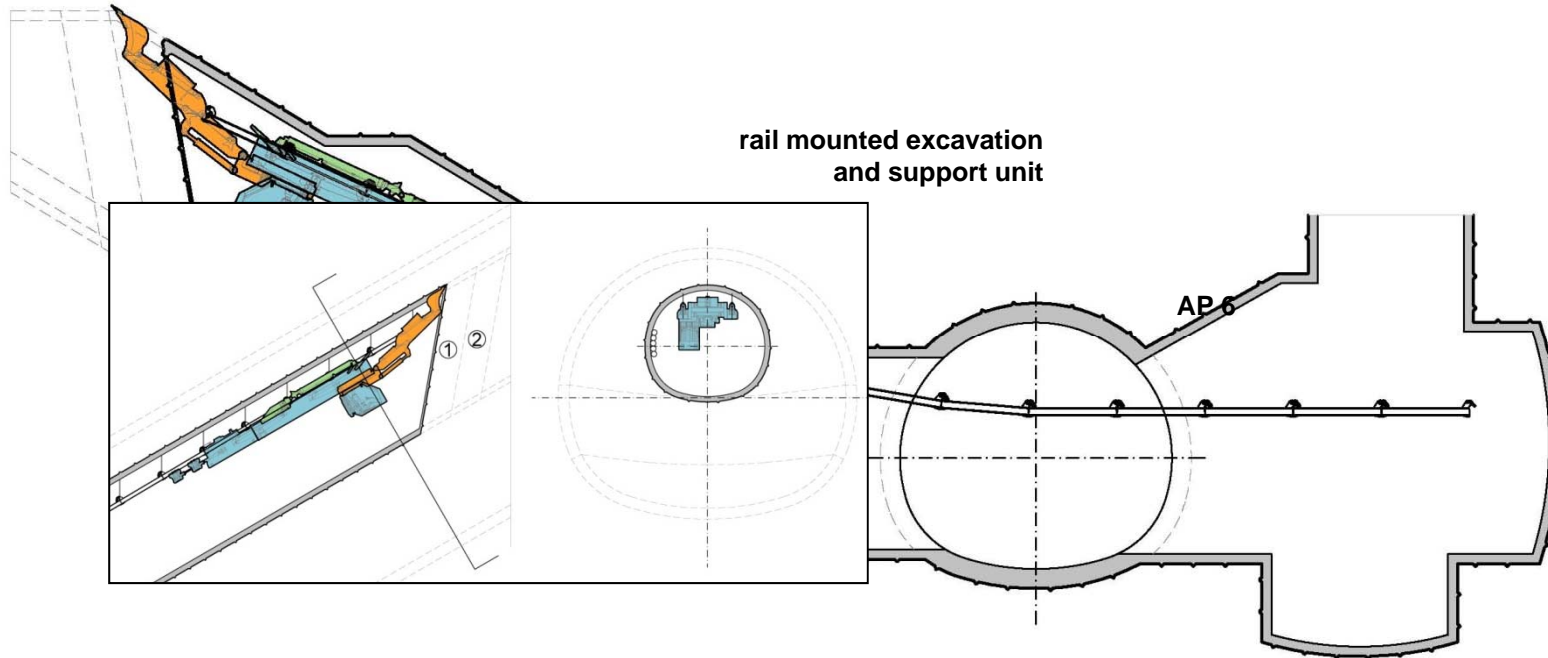 rail mounted excavation
and support unit
AP 6
① ②